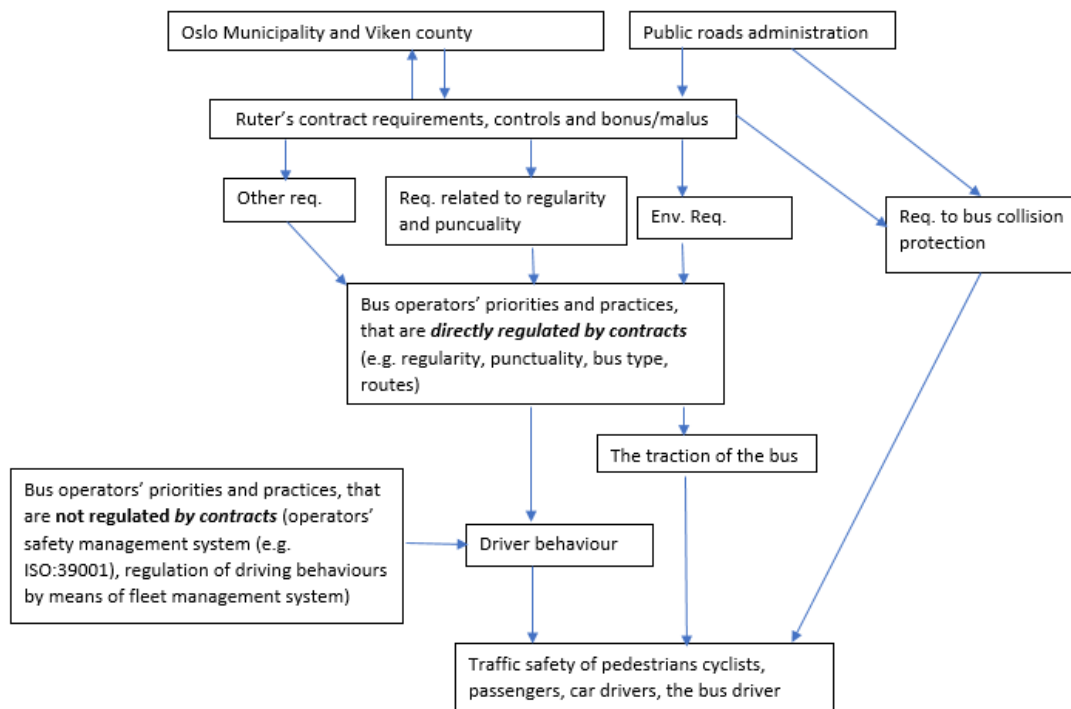 Oslo Municipality and Viken county
Public roads administration
Ruter’s contract requirements, controls and bonus/malus
Other req.
Req. related to regularity
and puncuality
Env. Req.
Req. to bus collision
protection
Bus operators’ priorities and practices,
that are directly regulated by contracts
(e.g. regularity, punctuality, bus type,
routes)
The traction of the bus
Bus operators’ priorities and practices, that
are not regulated by contracts (operators’
safety management system (e.g.
ISO:39001), regulation of driving behaviours
by means of fleet management system)
Driver behaviour
Traffic safety of pedestrians cyclists,
passengers, car drivers, the bus driver